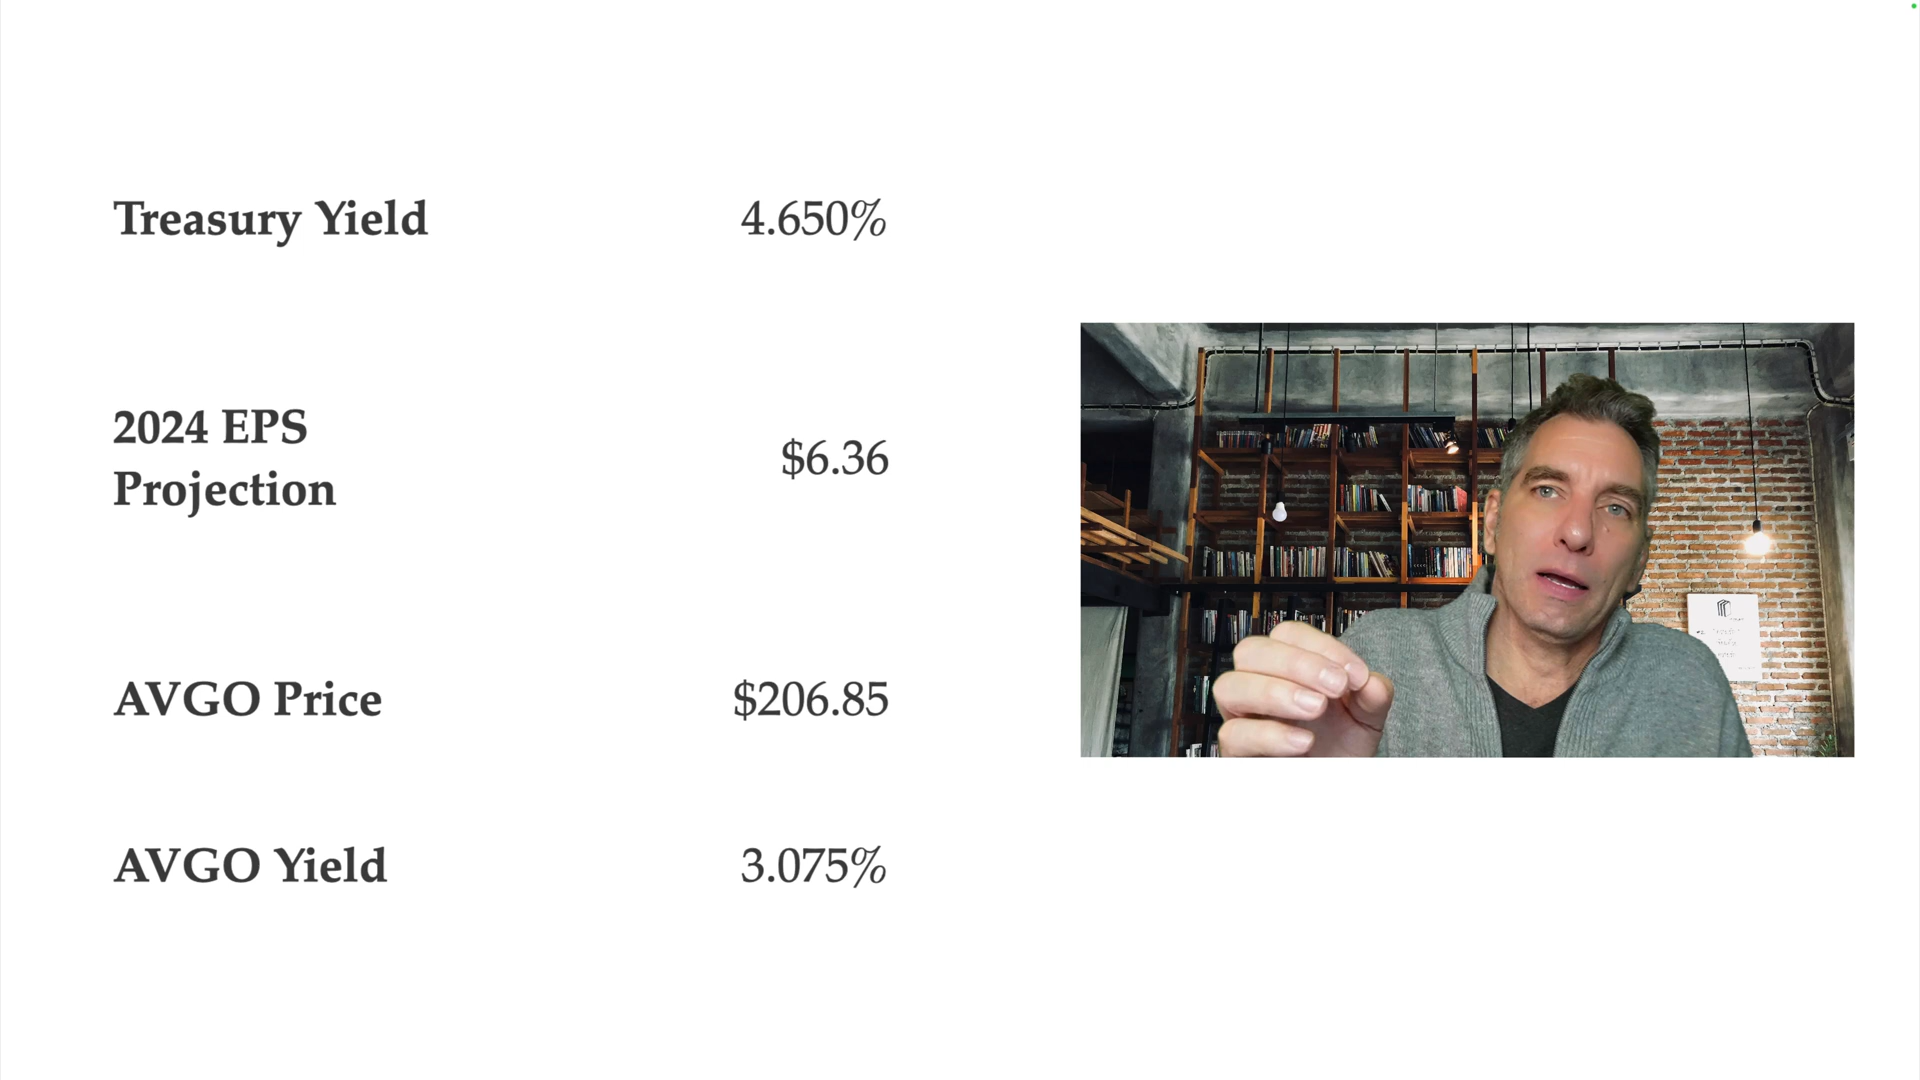 Treasury Yield 4.650%
2024 EPS
Projection
$6.36
AVGO Price $206.85
AVGO Yield 3.075%